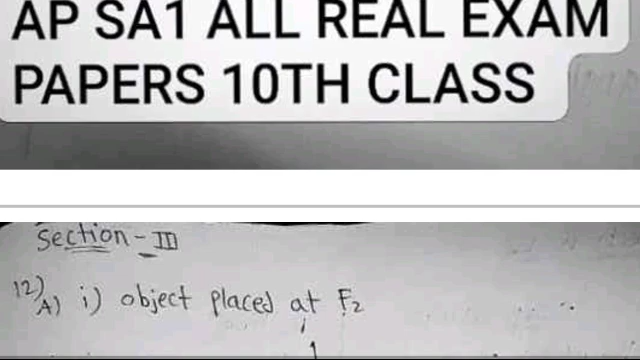 AP SA1 ALL REAL EXAM
PAPERS 10TH CLASS
Section - III
12)
A) i) object placed at F₂